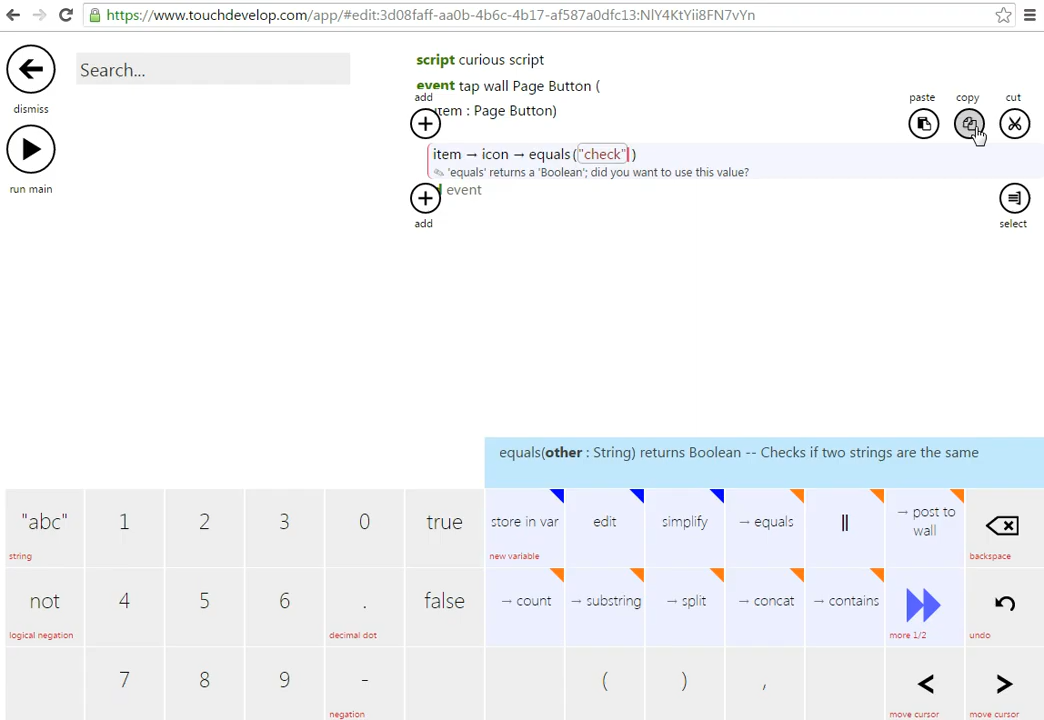 https://www.touchdevelop.com/app/#edit:3d08faff-aa0b-4b6c-4b17-af587a0dfc13:NlY4KtYii8FN7vYn
dismiss
run main
Search...
script curious script
event tap wall Page Button (
add
item : Page Button)
paste copy cut
item → icon → equals("check")
'equals' returns a 'Boolean'; did you want to use this value?
event
add
select
equals(other : String) returns Boolean -- Checks if two strings are the same
"abc" 1 2 3 0 true store in var edit simplify → equals || → post to wall
string new variable backspace
not 4 5 6 . false → count → substring → split → concat → contains
logical negation decimal dot more 1/2 undo
7 8 9 - ( ) , < >
negation move cursor move cursor